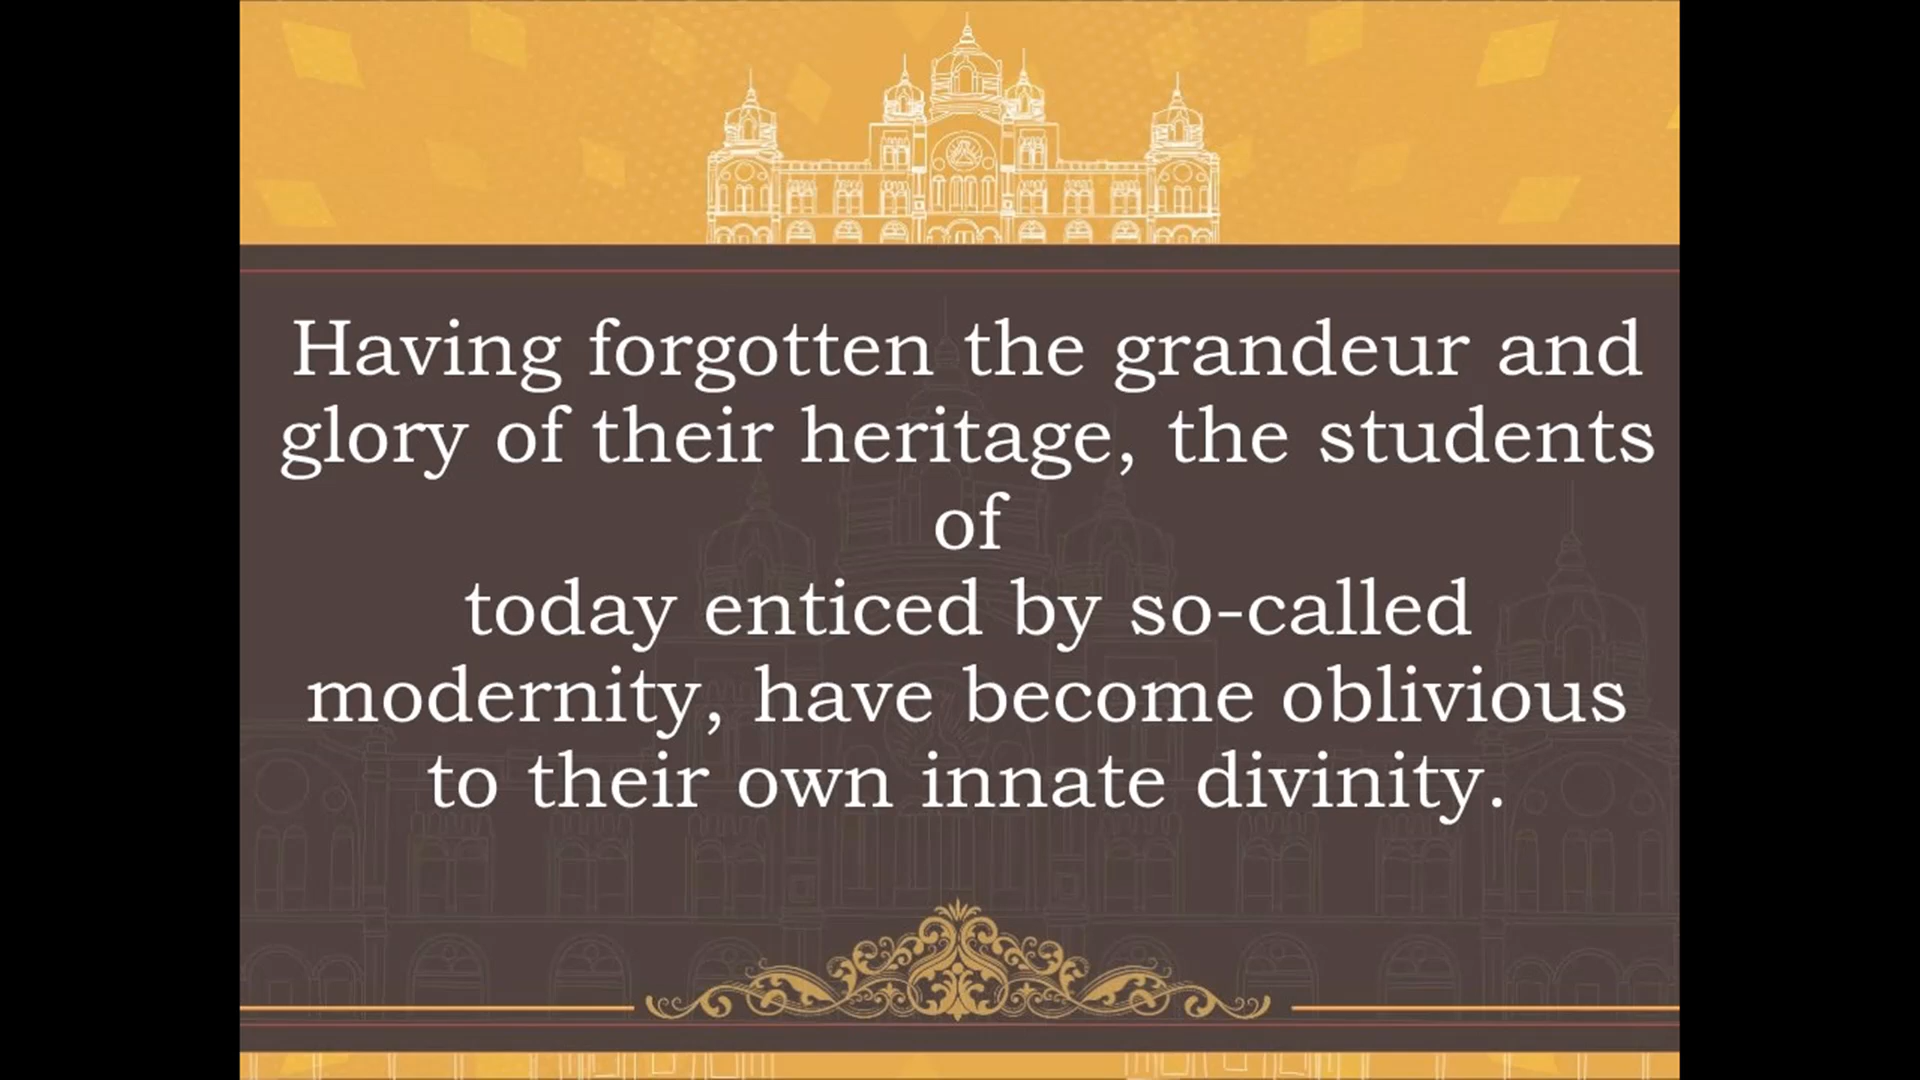 Having forgotten the grandeur and
glory of their heritage, the students
of
today enticed by so-called
modernity, have become oblivious
to their own innate divinity.